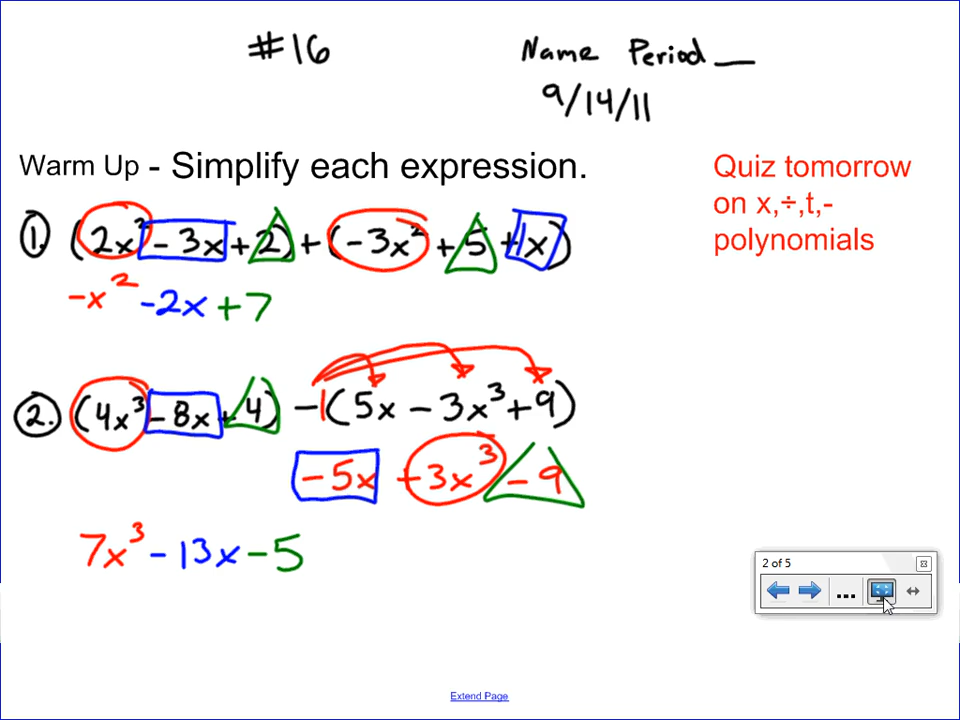 #16
Name Period __
9/14/11
Warm Up - Simplify each expression.
Quiz tomorrow
on x,÷,t,-
polynomials
1. (2x² - 3x + 2) + (-3x² + 5 + 1x)
-x² - 2x + 7
2. (4x³ - 8x + 4) - 1(5x - 3x³ + 9)
- 5x + 3x³ - 9
7x³ - 13x - 5
2 of 5
...
Extend Page